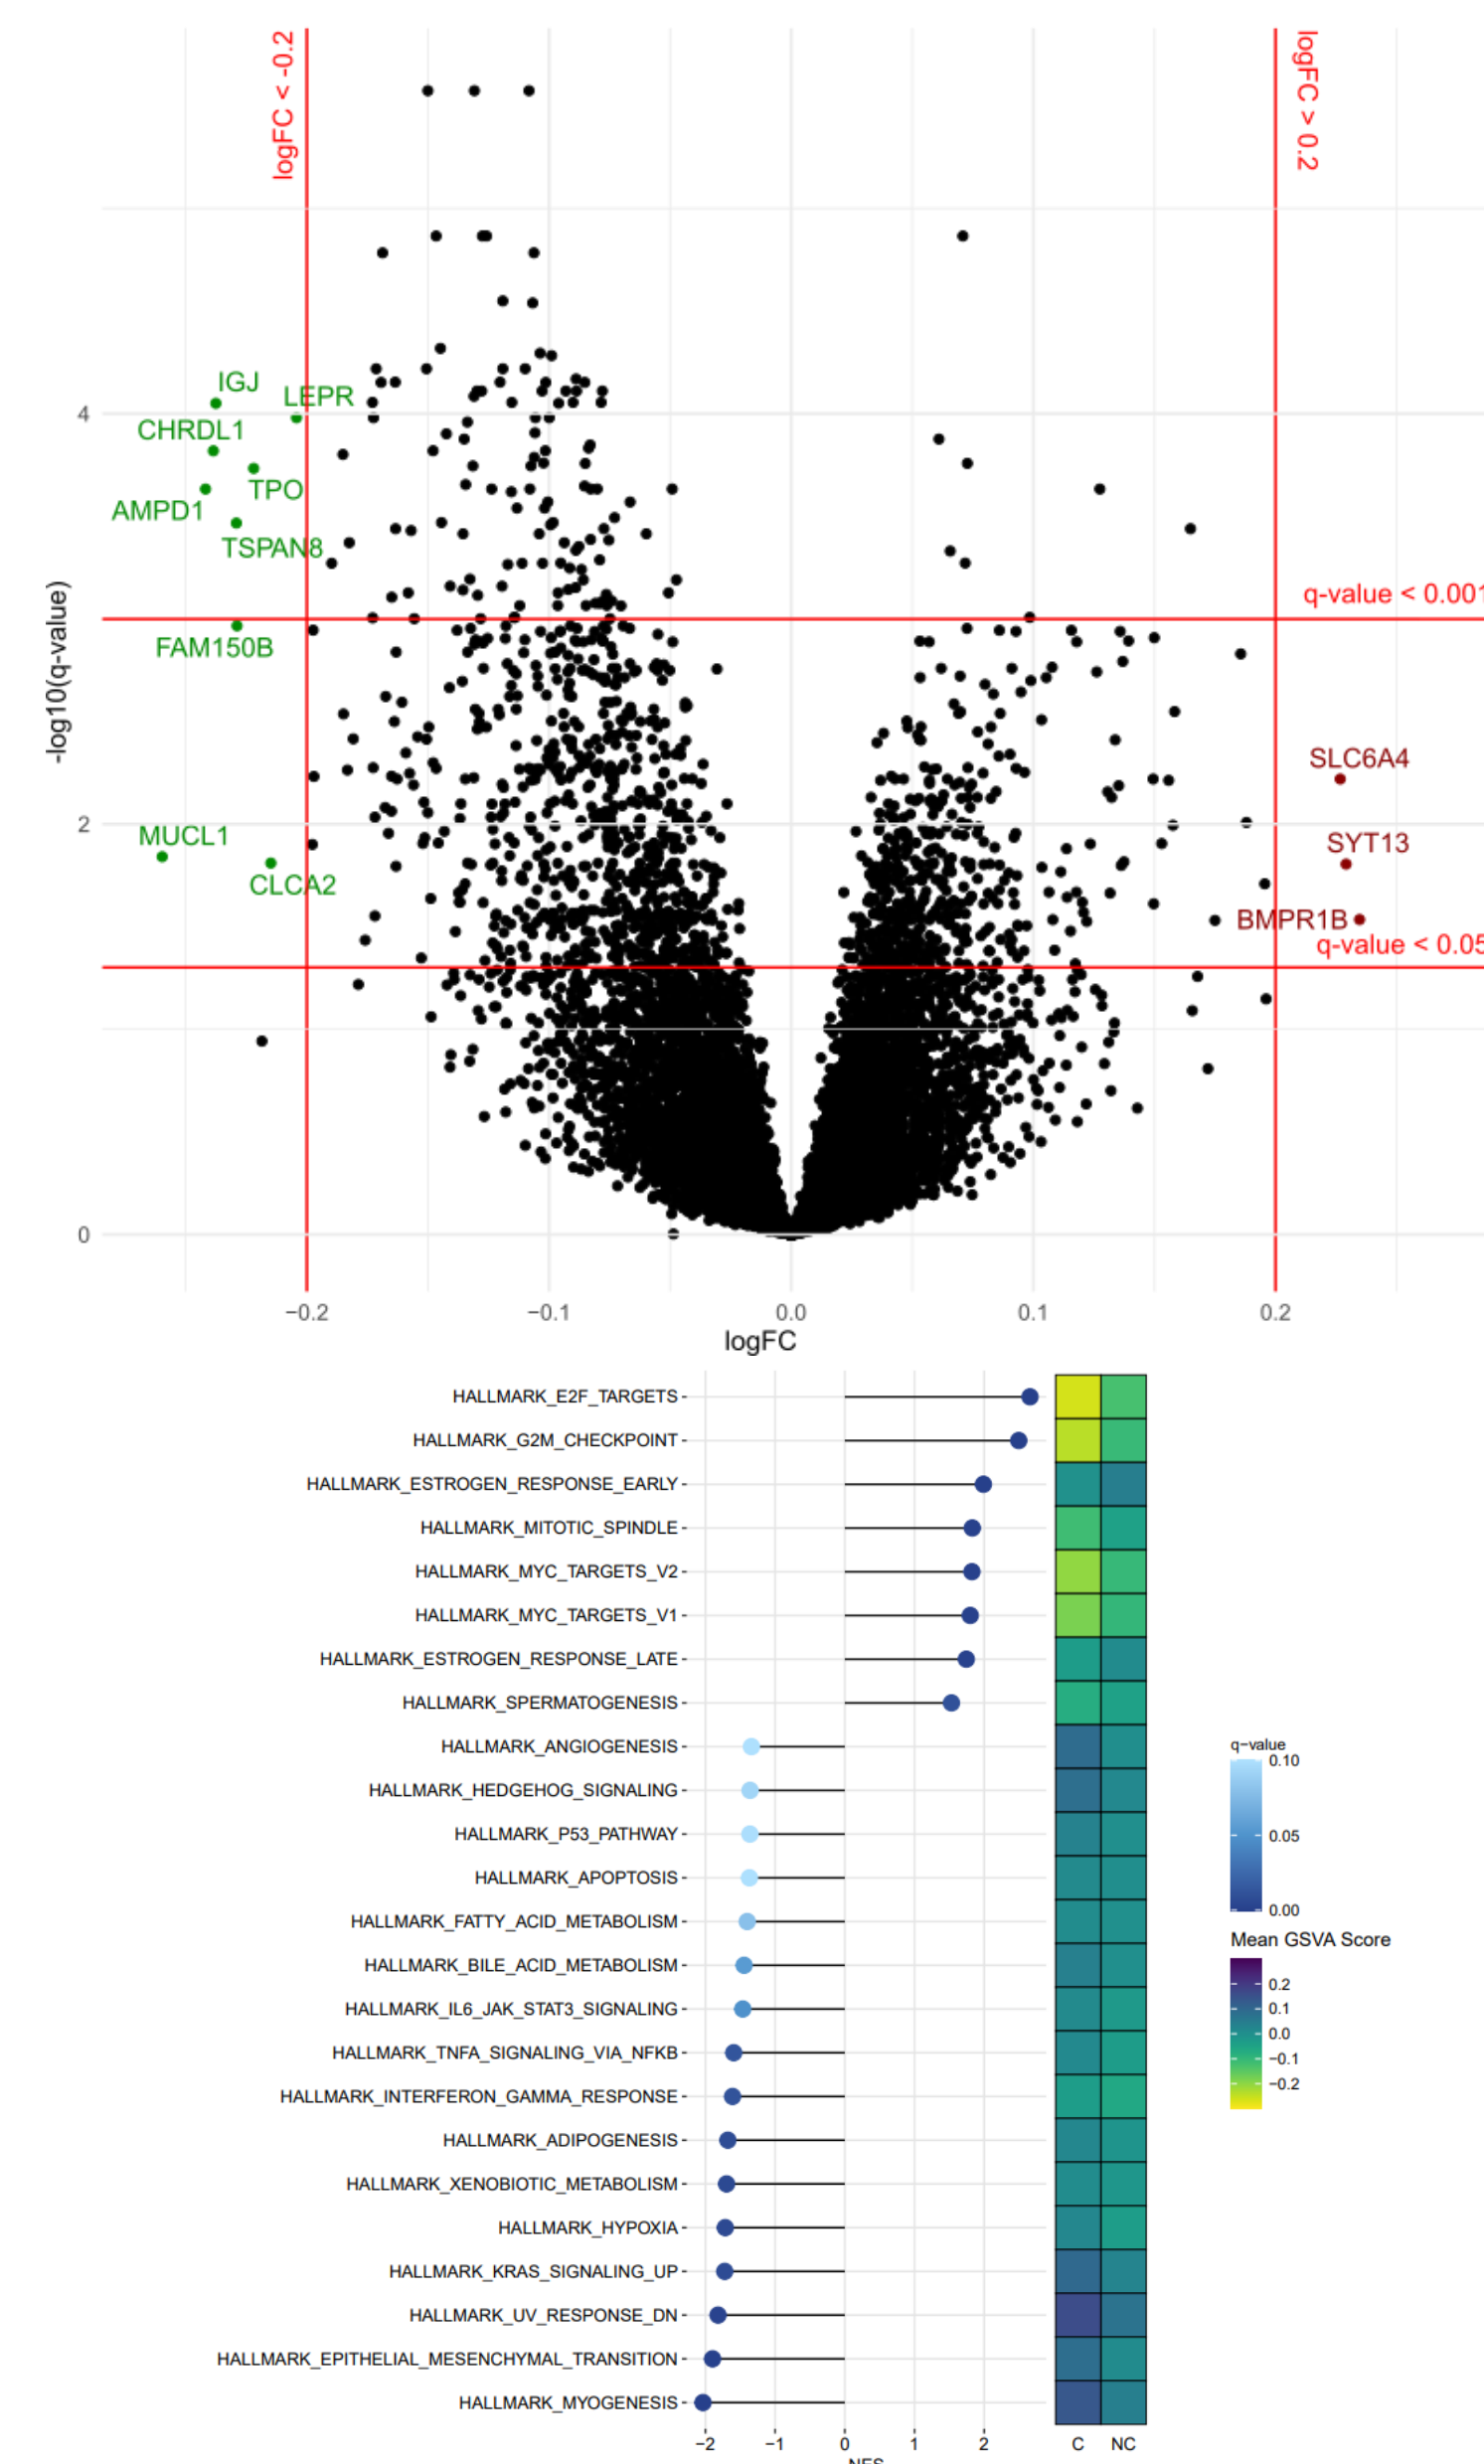 logFC < -0.2
logFC > 0.2
IGJ
LEPR
4
CHRDL1
TPO
AMPD1
TSPAN8
-log10(q-value)
q-value < 0.001
FAM150B
SLC6A4
2
MUCL1
SYT13
CLCA2
BMPR1B
q-value < 0.05
0
−0.2
−0.1
0.0
0.1
0.2
logFC
HALLMARK_E2F_TARGETS
HALLMARK_G2M_CHECKPOINT
HALLMARK_ESTROGEN_RESPONSE_EARLY
HALLMARK_MITOTIC_SPINDLE
HALLMARK_MYC_TARGETS_V2
HALLMARK_MYC_TARGETS_V1
HALLMARK_ESTROGEN_RESPONSE_LATE
HALLMARK_SPERMATOGENESIS
HALLMARK_ANGIOGENESIS
HALLMARK_HEDGEHOG_SIGNALING
HALLMARK_P53_PATHWAY
HALLMARK_APOPTOSIS
HALLMARK_FATTY_ACID_METABOLISM
HALLMARK_BILE_ACID_METABOLISM
HALLMARK_IL6_JAK_STAT3_SIGNALING
HALLMARK_TNFA_SIGNALING_VIA_NFKB
HALLMARK_INTERFERON_GAMMA_RESPONSE
HALLMARK_ADIPOGENESIS
HALLMARK_XENOBIOTIC_METABOLISM
HALLMARK_HYPOXIA
HALLMARK_KRAS_SIGNALING_UP
HALLMARK_UV_RESPONSE_DN
HALLMARK_EPITHELIAL_MESENCHYMAL_TRANSITION
HALLMARK_MYOGENESIS
−2
−1
0
1
2
C
NC
NES
q−value
0.10
0.05
0.00
Mean GSVA Score
0.2
0.1
0.0
−0.1
−0.2